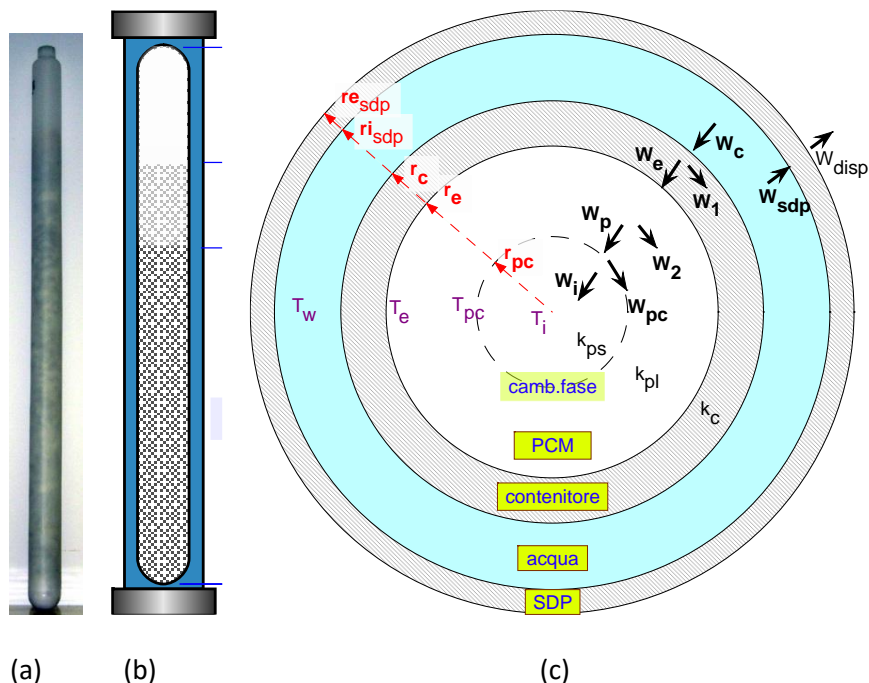 re_sdp
ri_sdp
r_c
r_e
r_pc
W_c
W_e
W_1
W_sdp
W_disp
W_p
W_2
W_i
W_pc
T_w
T_e
T_pc
T_i
k_ps
k_pl
k_c
camb.fase
PCM
contenitore
acqua
SDP
(a) (b) (c)